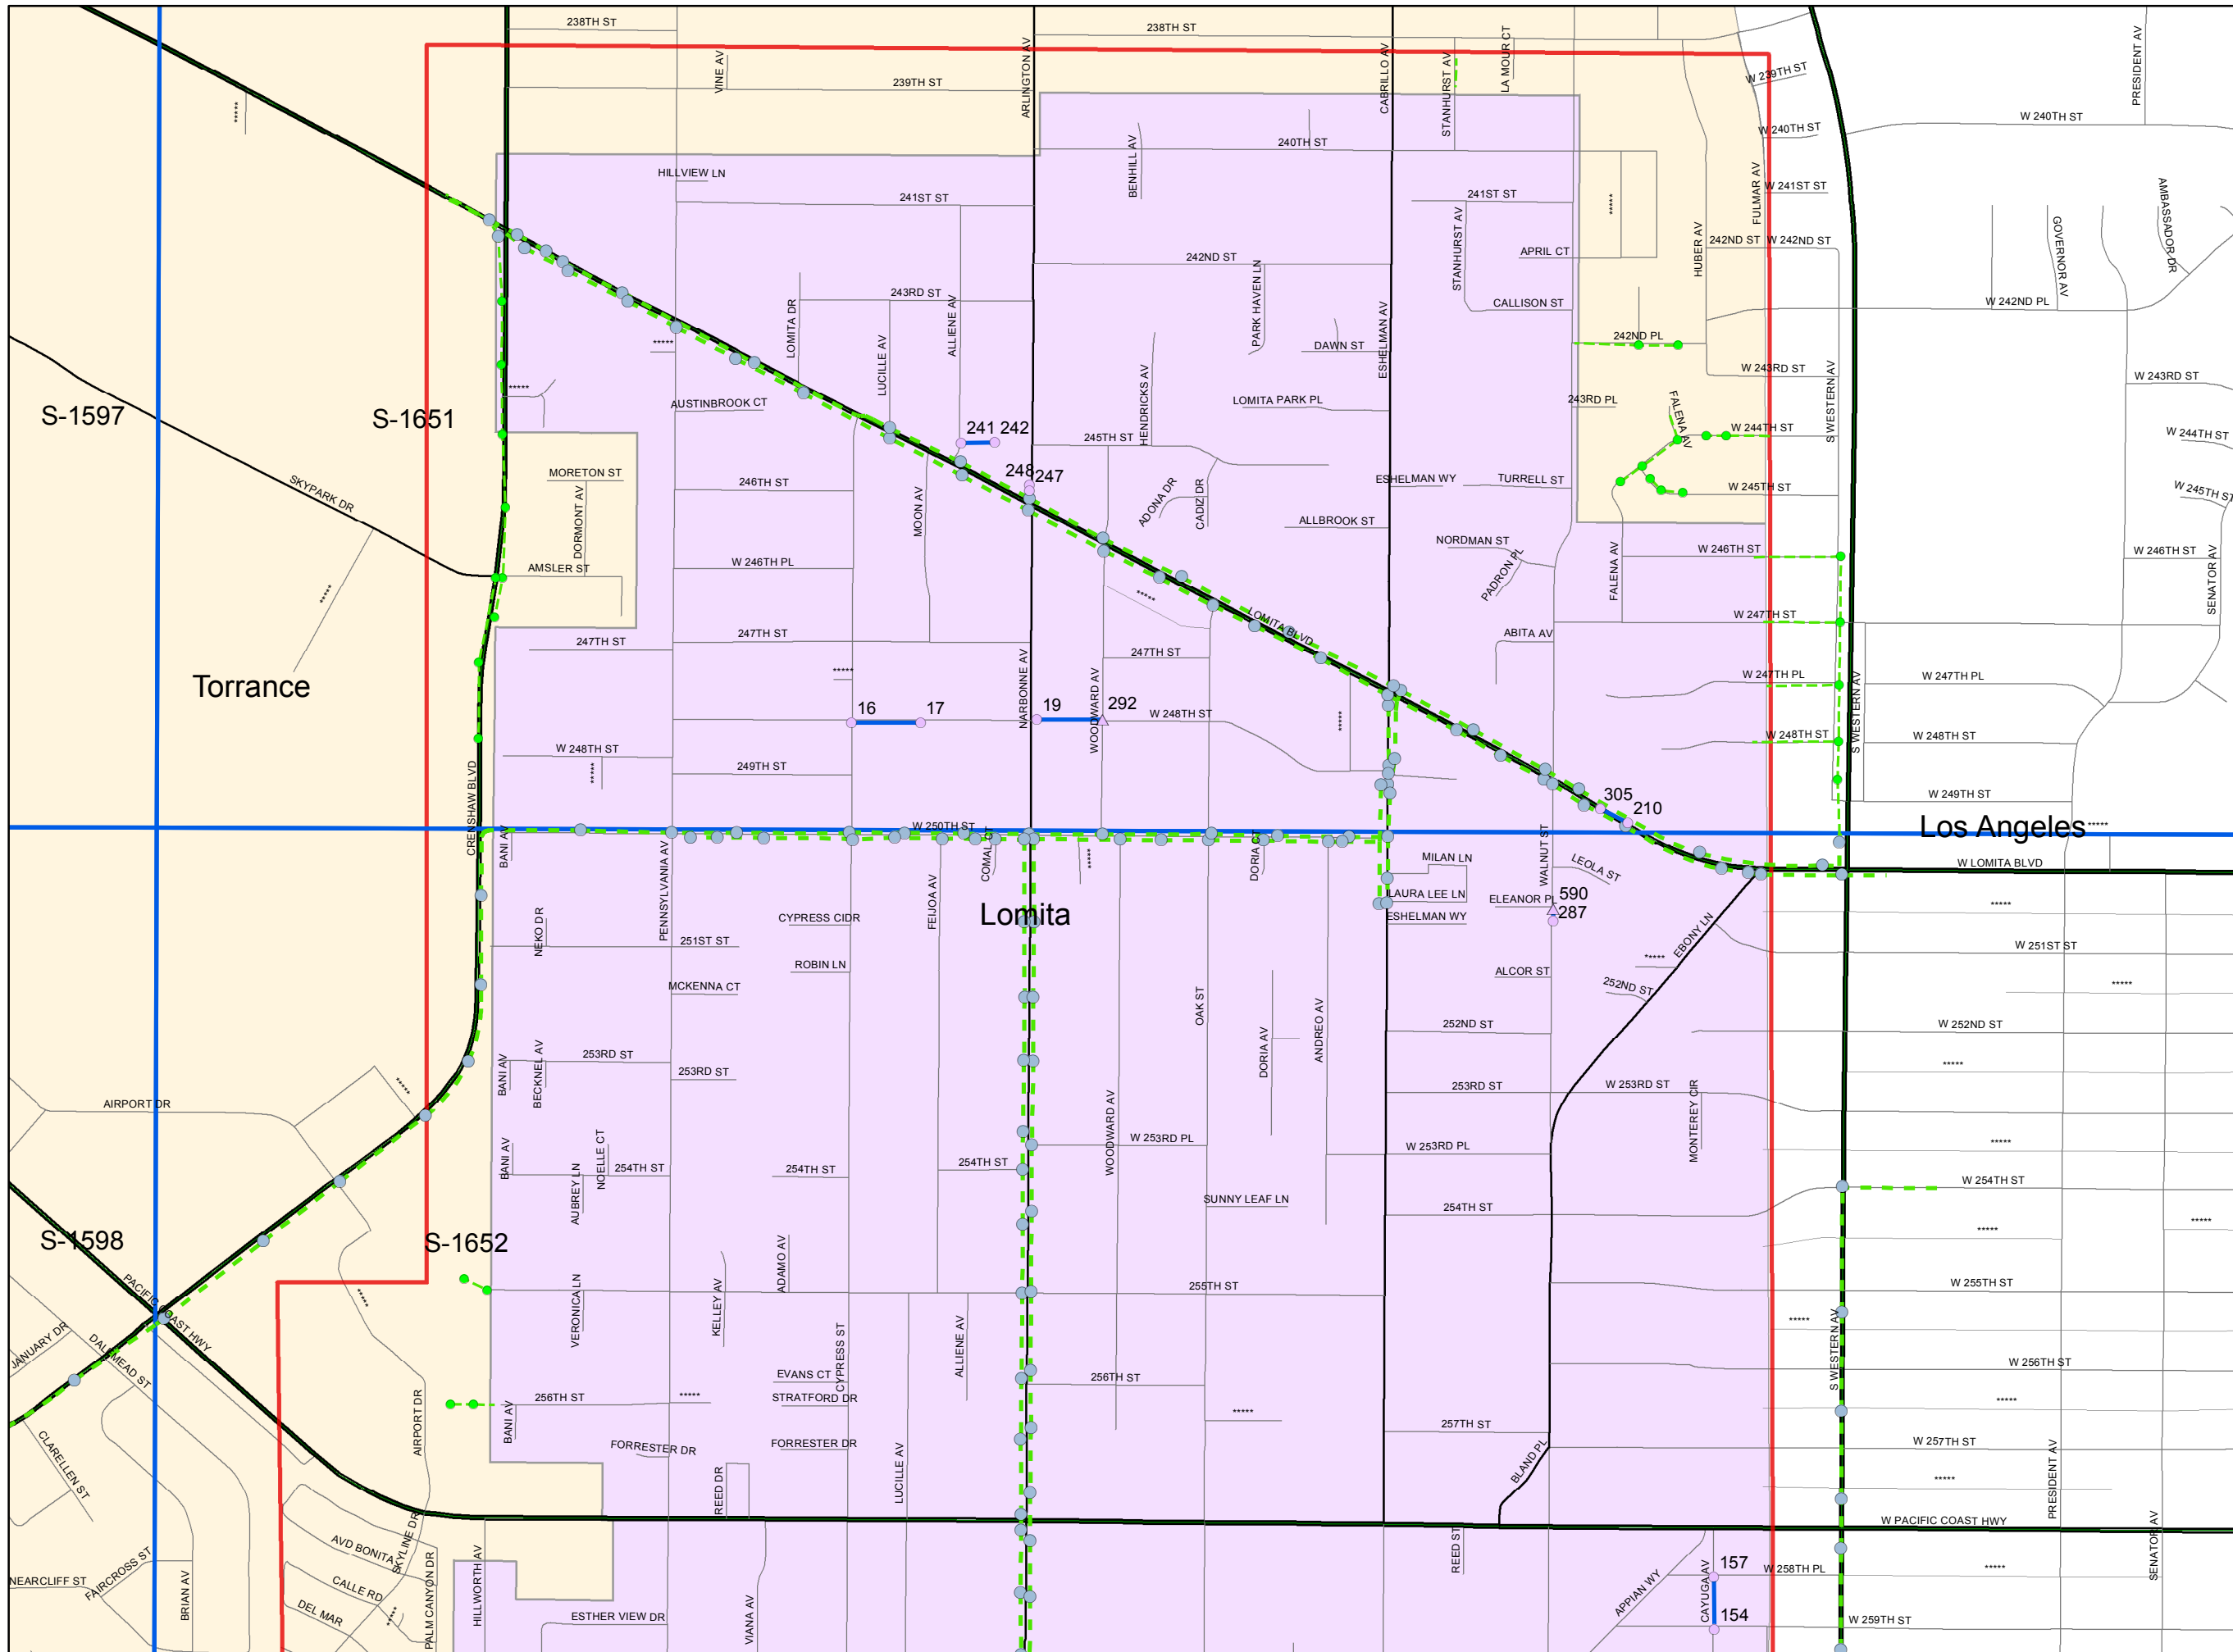 238TH ST
238TH ST
VINE AV
239TH ST
ARLINGTON AV
CABRILLO AV
STANHURST AV
LA MOUR CT
W 239TH ST
PRESIDENT AV
W 240TH ST
W 240TH ST
*****
240TH ST
BENHILL AV
HILLVIEW LN
241ST ST
241ST ST
W 241ST ST
FULMAR AV
HUBER AV
*****
AMBASSADOR DR
GOVERNOR AV
STANHURST AV
APRIL CT
242ND ST
W 242ND ST
242ND ST
PARK HAVEN LN
243RD ST
LOMITA DR
LUCILLE AV
ALLIENE AV
CALLISON ST
W 242ND PL
242ND PL
*****
DAWN ST
ESHELMAN AV
HENDRICKS AV
W 243RD ST
W 243RD ST
S WESTERN AV
S-1597
S-1651
*****
AUSTINBROOK CT
LOMITA PARK PL
243RD PL
FALENA AV
W 244TH ST
W 244TH ST
241 242
245TH ST
248
247
MORETON ST
DORMONT AV
246TH ST
MOON AV
ADONA DR
CADIZ DR
ESHELMAN WY
TURRELL ST
W 245TH ST
W 245TH ST
SKYPARK DR
ALLBROOK ST
NORDMAN ST
PADRON PL
FALENA AV
W 246TH ST
W 246TH ST
SENATOR AV
AMSLER ST
W 246TH PL
*****
*****
LOMITA BLVD
W 247TH ST
247TH ST
247TH ST
247TH ST
ABITA AV
*****
Torrance
NARBONNE AV
WOODWARD AV
W 247TH PL
W 247TH PL
16
17
19
292
W 248TH ST
*****
W 248TH ST
W 248TH ST
S WESTERN AV
W 248TH ST
*****
249TH ST
CRENSHAW BLVD
305
210
W 249TH ST
W 250TH ST
Los Angeles
*****
BANI AV
PENNSYLVANIA AV
COMAL CT
*****
DORIA CT
MILAN LN
WALNUT ST
LEOLA ST
W LOMITA BLVD
FEIJOA AV
LAURA LEE LN
ELEANOR PL
590
287
*****
NEKO DR
CYPRESS CIDR
Lomita
ESHELMAN WY
EBONY LN
251ST ST
W 251ST ST
ROBIN LN
ALCOR ST
*****
MCKENNA CT
252ND ST
*****
OAK ST
DORIA AV
ANDREO AV
252ND ST
W 252ND ST
BANI AV
BECKNEL AV
253RD ST
253RD ST
*****
*****
253RD ST
W 253RD ST
AIRPORT DR
MONTEREY CIR
BANI AV
NOELLE CT
AUBREY LN
254TH ST
254TH ST
254TH ST
WOODWARD AV
W 253RD PL
W 253RD PL
*****
W 254TH ST
SUNNY LEAF LN
254TH ST
*****
*****
S-1598
S-1652
PACIFIC COAST HWY
*****
VERONICA LN
ADAMO AV
255TH ST
W 255TH ST
KELLEY AV
CYPRESS ST
ALLIENE AV
*****
S WESTERN AV
JANUARY DR
DALEMEAD ST
EVANS CT
256TH ST
W 256TH ST
AIRPORT DR
BANI AV
256TH ST
*****
STRATFORD DR
*****
*****
257TH ST
CLARELLEN ST
FORRESTER DR
FORRESTER DR
LUCILLE AV
BLAND PL
W 257TH ST
PRESIDENT AV
REED DR
*****
W PACIFIC COAST HWY
SENATOR AV
AVD BONITA
SKYLINE DR
HILLWORTH AV
REED ST
NEARCLIFF ST
FAIRCROSS ST
BRIAN AV
CALLE RD
*****
PALM CANYON DR
157
W 258TH PL
*****
APPIAN WY
CAYUGA AV
DEL MAR
ESTHER VIEW DR
VIANA AV
154
W 259TH ST